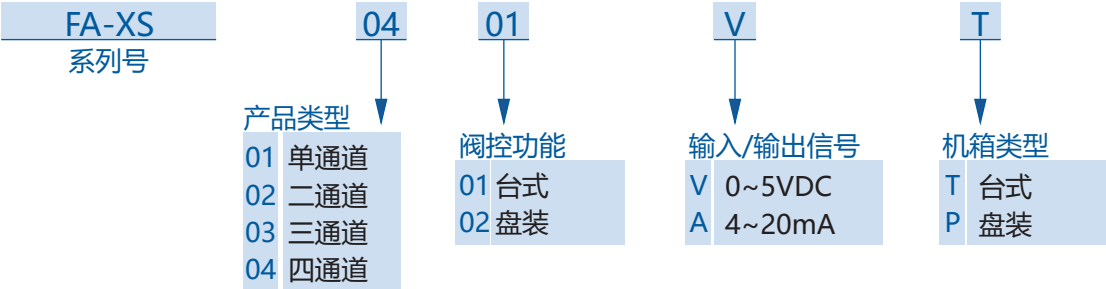 FA-XS 04 01 V T
系列号
产品类型
01 单通道
02 二通道
03 三通道
04 四通道
阀控功能
01 台式
02 盘装
输入/输出信号
V 0~5VDC
A 4~20mA
机箱类型
T 台式
P 盘装